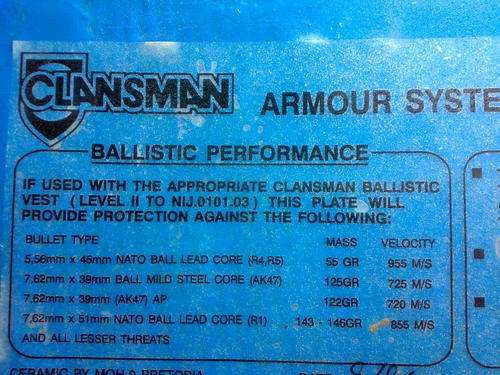 CLANSMAN ARMOUR SYSTE
BALLISTIC PERFORMANCE
IF USED WITH THE APPROPRIATE CLANSMAN BALLISTIC
VEST (LEVEL II TO NIJ.0101.03) THIS PLATE WILL
PROVIDE PROTECTION AGAINST THE FOLLOWING:
BULLET TYPE MASS VELOCITY
5,56mm x 45mm NATO BALL LEAD CORE (R4,R5) 55 GR 955 M/S
7,62mm x 39mm BALL MILD STEEL CORE (AK47) 125GR 725 M/S
7,62mm x 39mm (AK47) AP 122GR 720 M/S
7,62mm x 51mm NATO BALL LEAD CORE (R1) 143 - 146GR 855 M/S
AND ALL LESSER THREATS
CERAMIC BY MOH-9 PRETORIA